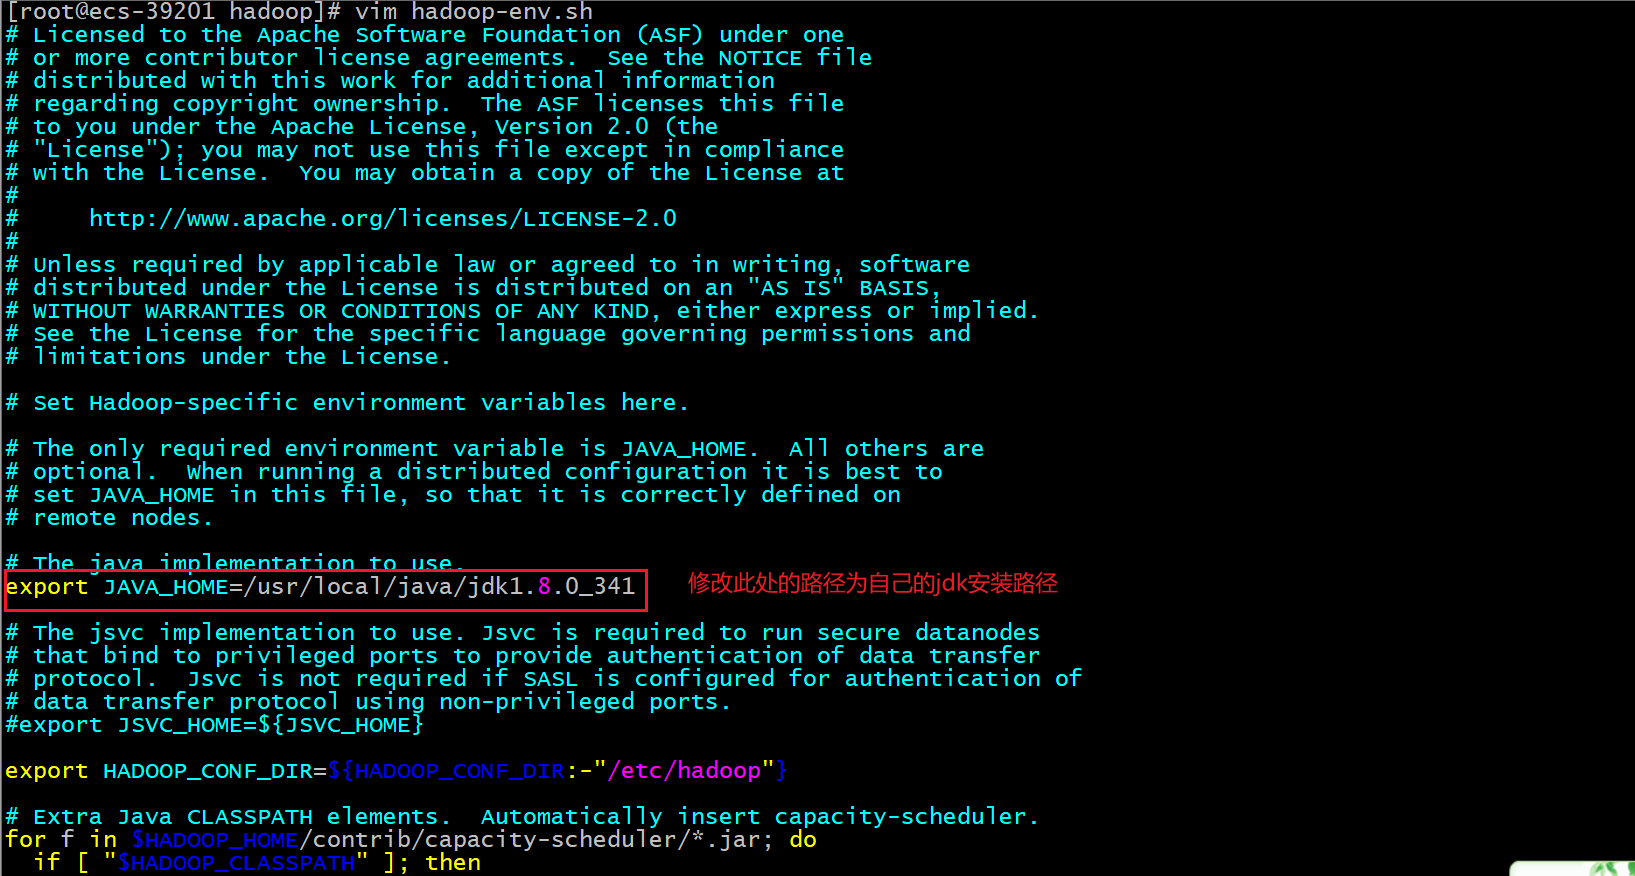 [root@ecs-39201 hadoop]# vim hadoop-env.sh
# Licensed to the Apache Software Foundation (ASF) under one
# or more contributor license agreements.  See the NOTICE file
# distributed with this work for additional information
# regarding copyright ownership.  The ASF licenses this file
# to you under the Apache License, Version 2.0 (the
# "License"); you may not use this file except in compliance
# with the License.  You may obtain a copy of the License at
#
#     http://www.apache.org/licenses/LICENSE-2.0
#
# Unless required by applicable law or agreed to in writing, software
# distributed under the License is distributed on an "AS IS" BASIS,
# WITHOUT WARRANTIES OR CONDITIONS OF ANY KIND, either express or implied.
# See the License for the specific language governing permissions and
# limitations under the License.

# Set Hadoop-specific environment variables here.

# The only required environment variable is JAVA_HOME.  All others are
# optional.  When running a distributed configuration it is best to
# set JAVA_HOME in this file, so that it is correctly defined on
# remote nodes.

# The java implementation to use.
export JAVA_HOME=/usr/local/java/jdk1.8.0_341 修改此处的路径为自己的jdk安装路径

# The jsvc implementation to use. Jsvc is required to run secure datanodes
# that bind to privileged ports to provide authentication of data transfer
# protocol.  Jsvc is not required if SASL is configured for authentication of
# data transfer protocol using non-privileged ports.
#export JSVC_HOME=${JSVC_HOME}

export HADOOP_CONF_DIR=${HADOOP_CONF_DIR:-"/etc/hadoop"}

# Extra Java CLASSPATH elements.  Automatically insert capacity-scheduler.
for f in $HADOOP_HOME/contrib/capacity-scheduler/*.jar; do
  if [ "$HADOOP_CLASSPATH" ]; then